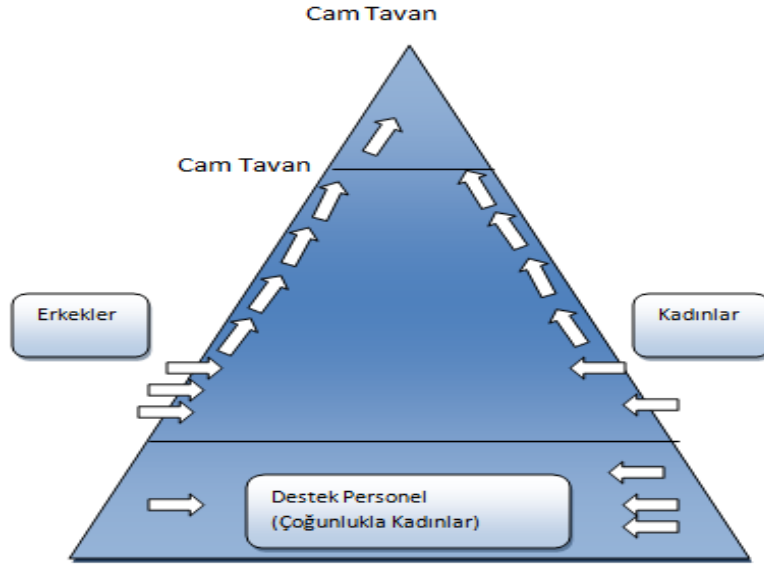 Cam Tavan
Cam Tavan
Erkekler
Kadınlar
Destek Personel
(Çoğunlukla Kadınlar)